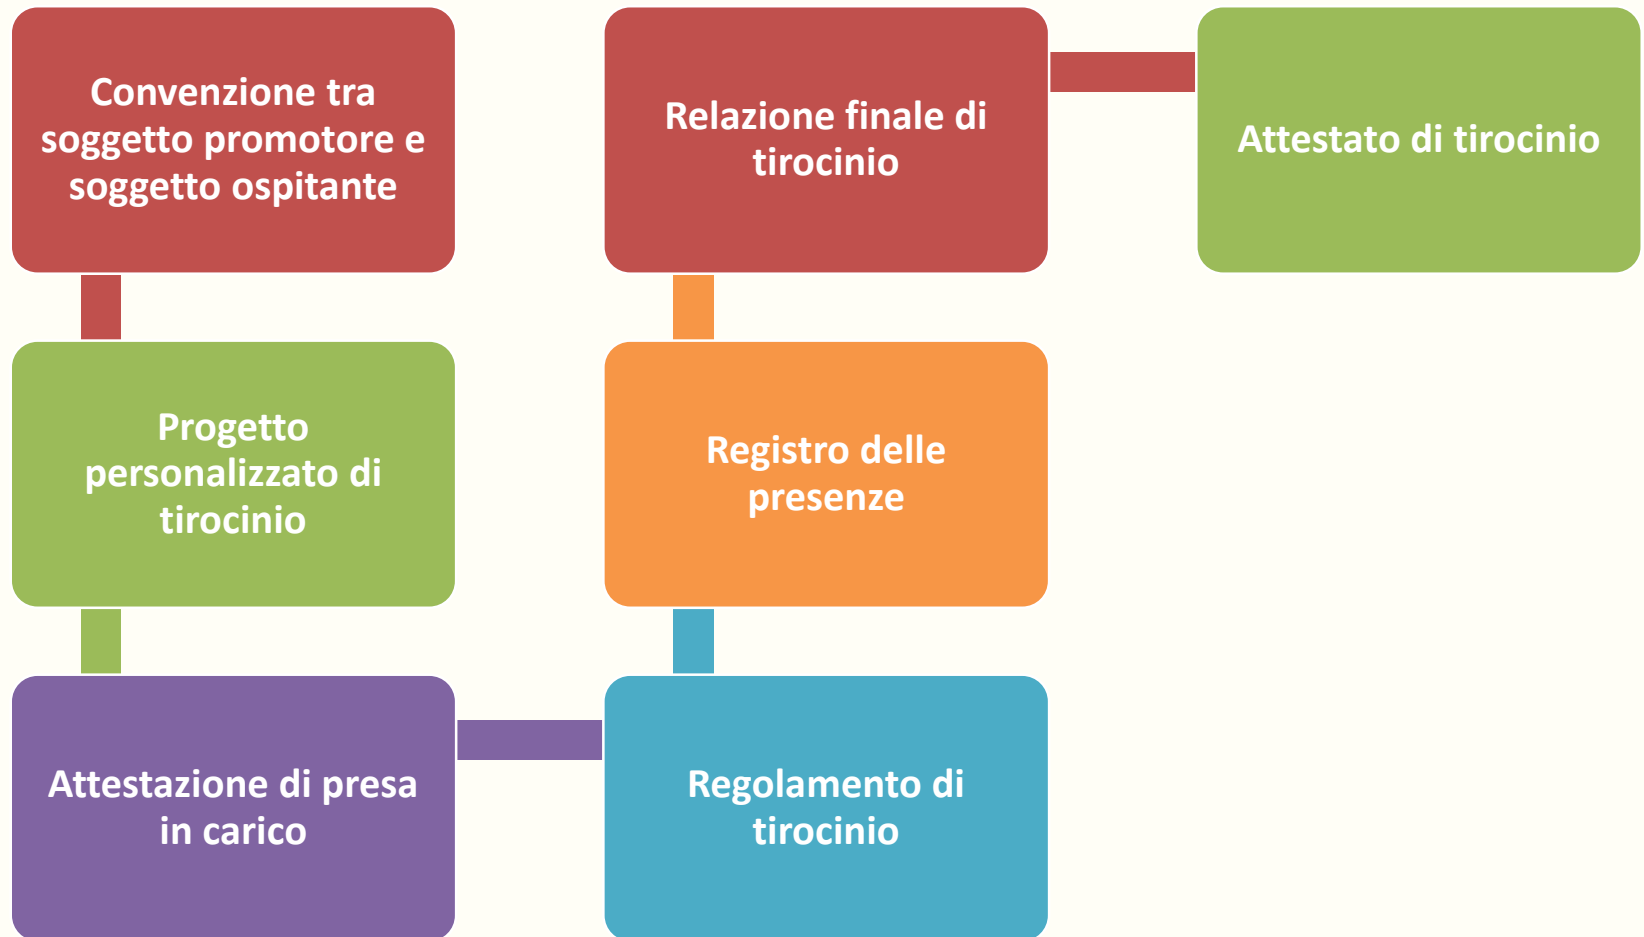 Convenzione tra
soggetto promotore e
soggetto ospitante
Progetto
personalizzato di
tirocinio
Attestazione di presa
in carico
Regolamento di
tirocinio
Registro delle
presenze
Relazione finale di
tirocinio
Attestato di tirocinio